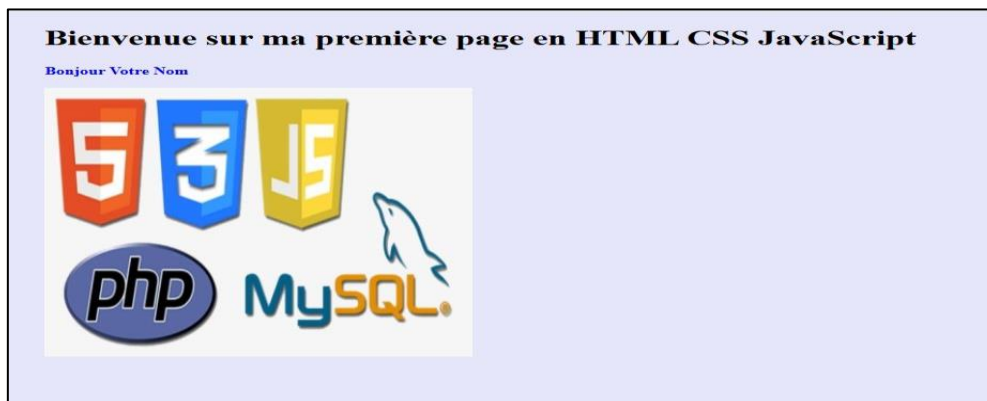 Bienvenue sur ma première page en HTML CSS JavaScript
Bonjour Votre Nom
5 3 JS
php MySQL®